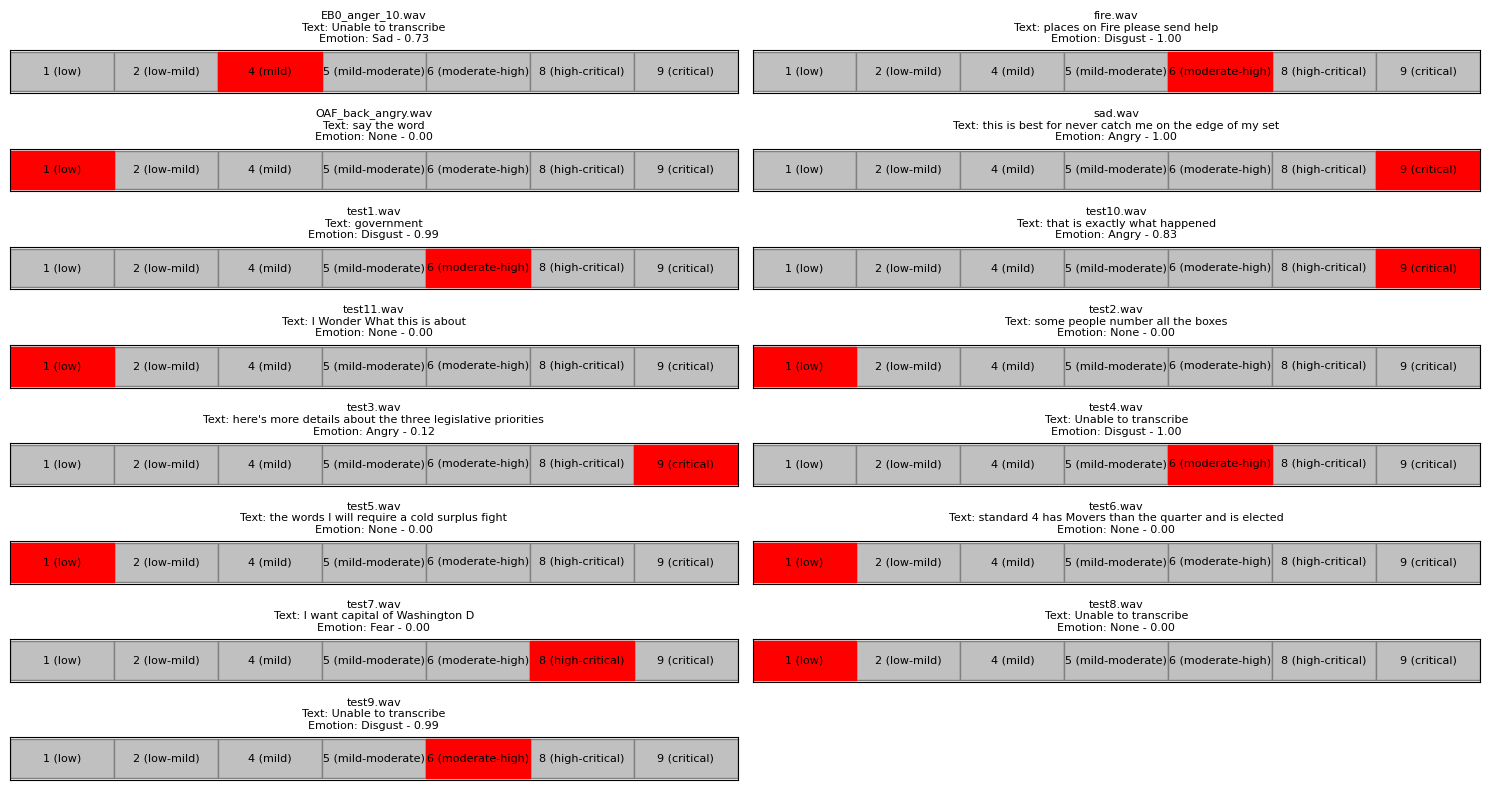 EB0_anger_10.wav
Text: Unable to transcribe
Emotion: Sad - 0.73
1 (low) 2 (low-mild) 4 (mild) 5 (mild-moderate) 6 (moderate-high) 8 (high-critical) 9 (critical)
fire.wav
Text: places on Fire please send help
Emotion: Disgust - 1.00
1 (low) 2 (low-mild) 4 (mild) 5 (mild-moderate) 6 (moderate-high) 8 (high-critical) 9 (critical)
OAF_back_angry.wav
Text: say the word
Emotion: None - 0.00
1 (low) 2 (low-mild) 4 (mild) 5 (mild-moderate) 6 (moderate-high) 8 (high-critical) 9 (critical)
sad.wav
Text: this is best for never catch me on the edge of my set
Emotion: Angry - 1.00
1 (low) 2 (low-mild) 4 (mild) 5 (mild-moderate) 6 (moderate-high) 8 (high-critical) 9 (critical)
test1.wav
Text: government
Emotion: Disgust - 0.99
1 (low) 2 (low-mild) 4 (mild) 5 (mild-moderate) 6 (moderate-high) 8 (high-critical) 9 (critical)
test10.wav
Text: that is exactly what happened
Emotion: Angry - 0.83
1 (low) 2 (low-mild) 4 (mild) 5 (mild-moderate) 6 (moderate-high) 8 (high-critical) 9 (critical)
test11.wav
Text: I Wonder What this is about
Emotion: None - 0.00
1 (low) 2 (low-mild) 4 (mild) 5 (mild-moderate) 6 (moderate-high) 8 (high-critical) 9 (critical)
test2.wav
Text: some people number all the boxes
Emotion: None - 0.00
1 (low) 2 (low-mild) 4 (mild) 5 (mild-moderate) 6 (moderate-high) 8 (high-critical) 9 (critical)
test3.wav
Text: here's more details about the three legislative priorities
Emotion: Angry - 0.12
1 (low) 2 (low-mild) 4 (mild) 5 (mild-moderate) 6 (moderate-high) 8 (high-critical) 9 (critical)
test4.wav
Text: Unable to transcribe
Emotion: Disgust - 1.00
1 (low) 2 (low-mild) 4 (mild) 5 (mild-moderate) 6 (moderate-high) 8 (high-critical) 9 (critical)
test5.wav
Text: the words I will require a cold surplus fight
Emotion: None - 0.00
1 (low) 2 (low-mild) 4 (mild) 5 (mild-moderate) 6 (moderate-high) 8 (high-critical) 9 (critical)
test6.wav
Text: standard 4 has Movers than the quarter and is elected
Emotion: None - 0.00
1 (low) 2 (low-mild) 4 (mild) 5 (mild-moderate) 6 (moderate-high) 8 (high-critical) 9 (critical)
test7.wav
Text: I want capital of Washington D
Emotion: Fear - 0.00
1 (low) 2 (low-mild) 4 (mild) 5 (mild-moderate) 6 (moderate-high) 8 (high-critical) 9 (critical)
test8.wav
Text: Unable to transcribe
Emotion: None - 0.00
1 (low) 2 (low-mild) 4 (mild) 5 (mild-moderate) 6 (moderate-high) 8 (high-critical) 9 (critical)
test9.wav
Text: Unable to transcribe
Emotion: Disgust - 0.99
1 (low) 2 (low-mild) 4 (mild) 5 (mild-moderate) 6 (moderate-high) 8 (high-critical) 9 (critical)